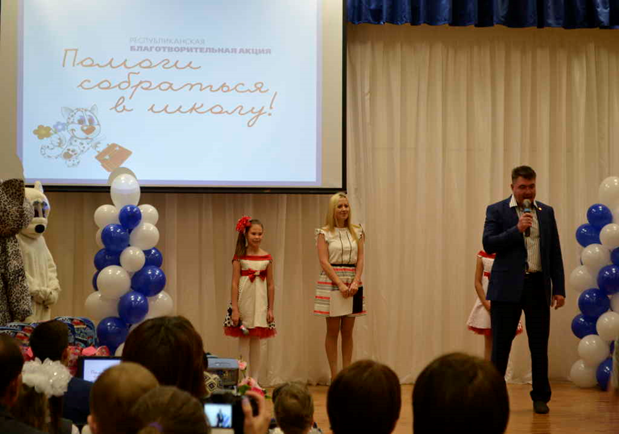 РЕСПУБЛИКАНСКАЯ
БЛАГОТВОРИТЕЛЬНАЯ АКЦИЯ
Помоги
собраться
в школу!